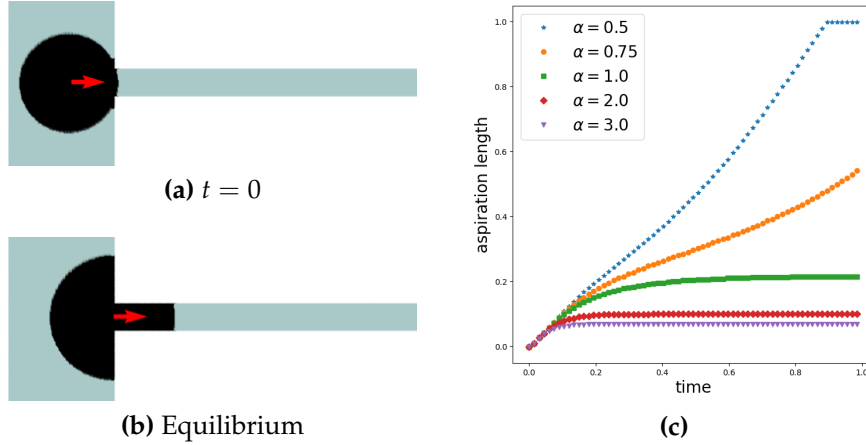 (a) t = 0
(b) Equilibrium
α = 0.5
α = 0.75
α = 1.0
α = 2.0
α = 3.0
aspiration length
1.0
0.8
0.6
0.4
0.2
0.0
0.0 0.2 0.4 0.6 0.8 1.0
time
(c)